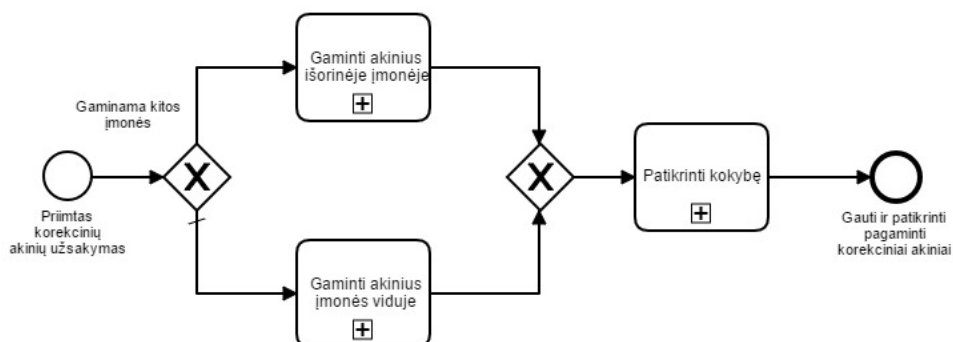 Gaminti akinius
išorinėje įmonėje
Gaminama kitos
įmonės
Priimtas
korekcinių
akinių užsakymas
Patikrinti kokybę
Gauti ir patikrinti
pagaminti
korekciniai akiniai
Gaminti akinius
įmonės viduje